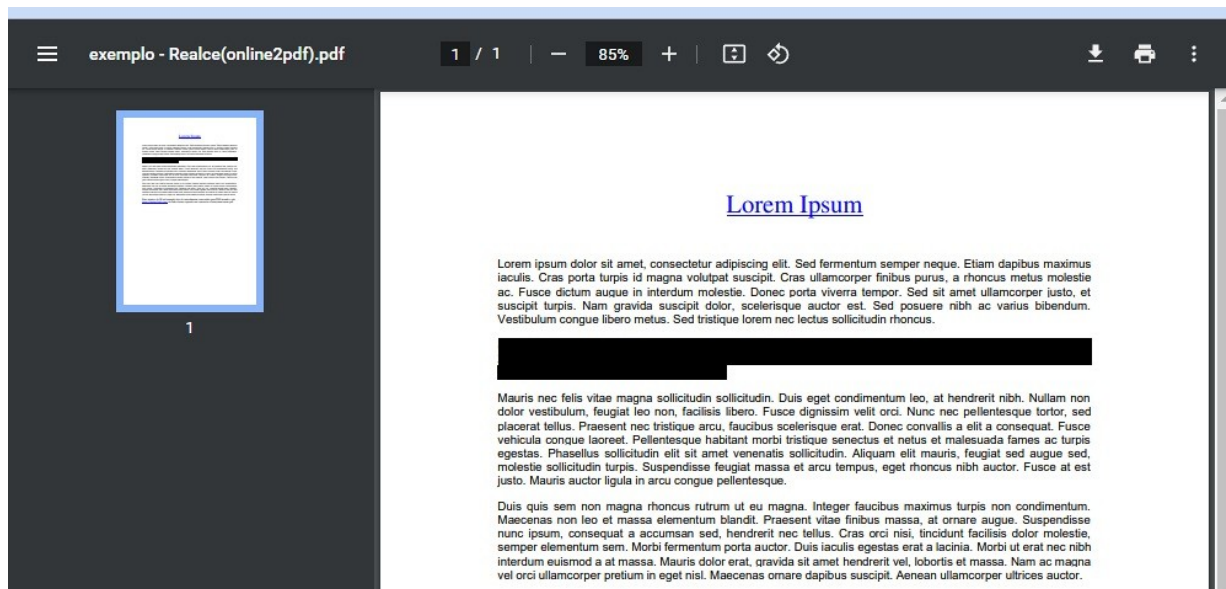 exemplo - Realce(online2pdf).pdf
1 / 1
85%
1
Lorem Ipsum
Lorem ipsum dolor sit amet, consectetur adipiscing elit. Sed fermentum semper neque. Etiam dapibus maximus
iaculis. Cras porta turpis id magna volutpat suscipit. Cras ullamcorper finibus purus, a rhoncus metus molestie
ac. Fusce dictum augue in interdum molestie. Donec porta viverra tempor. Sed sit amet ullamcorper justo, et
suscipit turpis. Nam gravida suscipit dolor, scelerisque auctor est. Sed posuere nibh ac varius bibendum.
Vestibulum congue libero metus. Sed tristique lorem nec lectus sollicitudin rhoncus.
Mauris nec felis vitae magna sollicitudin sollicitudin. Duis eget condimentum leo, at hendrerit nibh. Nullam non
dolor vestibulum, feugiat leo non, facilisis libero. Fusce dignissim velit orci. Nunc nec pellentesque tortor, sed
placerat tellus. Praesent nec tristique arcu, faucibus scelerisque erat. Donec convallis a elit a consequat. Fusce
vehicula congue laoreet. Pellentesque habitant morbi tristique senectus et netus et malesuada fames ac turpis
egestas. Phasellus sollicitudin elit sit amet venenatis sollicitudin. Aliquam elit mauris, feugiat sed augue sed,
molestie sollicitudin turpis. Suspendisse feugiat massa et arcu tempus, eget rhoncus nibh auctor. Fusce at est
justo. Mauris auctor ligula in arcu congue pellentesque.
Duis quis sem non magna rhoncus rutrum ut eu magna. Integer faucibus maximus turpis non condimentum.
Maecenas non leo et massa elementum blandit. Praesent vitae finibus massa, at ornare augue. Suspendisse
nunc ipsum, consequat a accumsan sed, hendrerit nec tellus. Cras orci nisi, tincidunt facilisis dolor molestie,
semper elementum sem. Morbi fermentum porta auctor. Duis iaculis egestas erat a lacinia. Morbi ut erat nec nibh
interdum euismod a at massa. Mauris dolor erat, gravida sit amet hendrerit vel, lobortis et massa. Nam ac magna
vel orci ullamcorper pretium in eget nisl. Maecenas ornare dapibus suscipit. Aenean ullamcorper ultrices auctor.